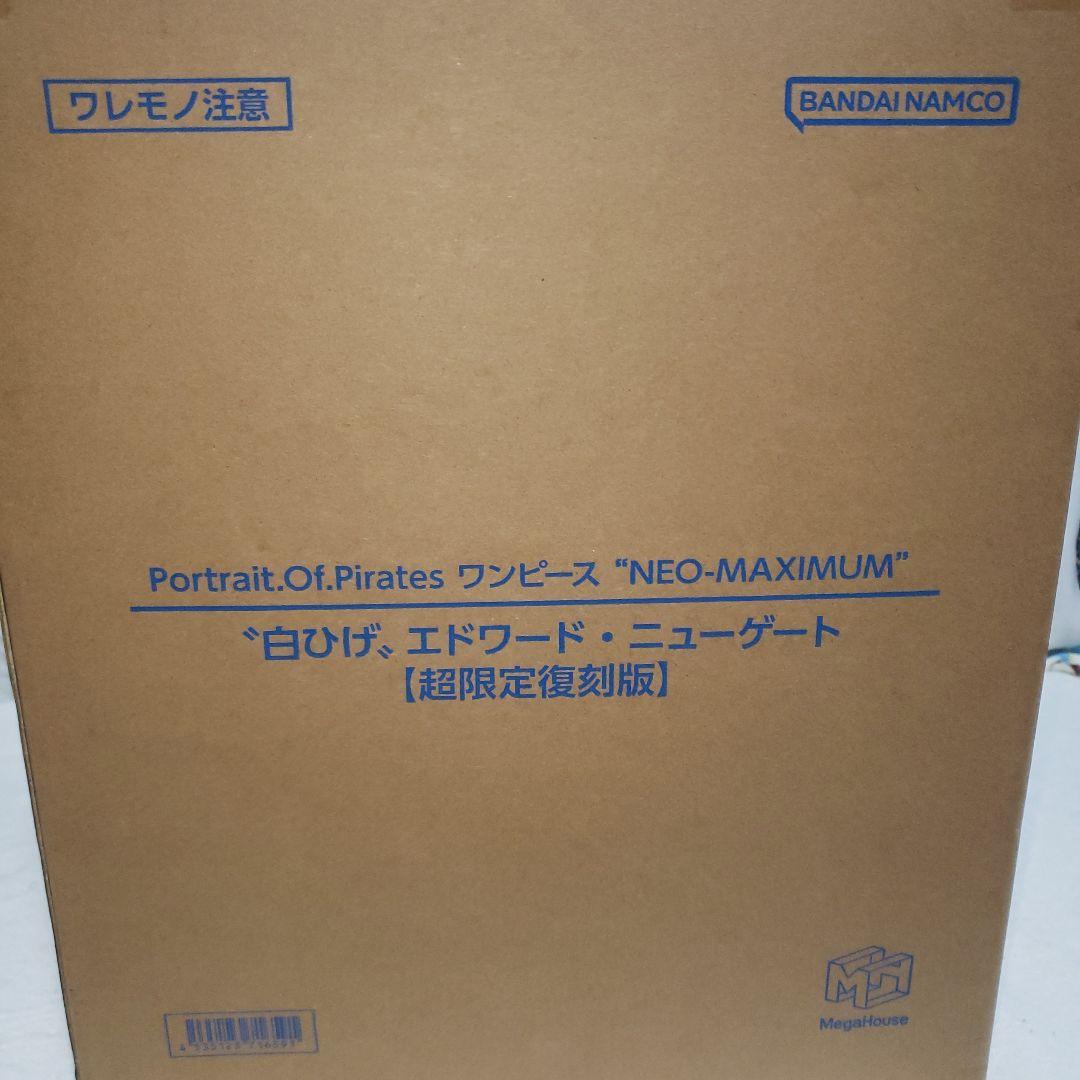 ワレモノ注意
BANDAI NAMCO
Portrait.Of.Pirates ワンピース “NEO-MAXIMUM”
〝白ひげ〟エドワード・ニューゲート
【超限定復刻版】
MegaHouse